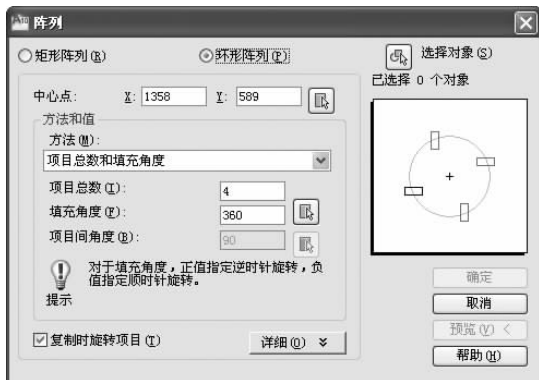 阵列
矩形阵列(R)
环形阵列(P)
选择对象(S)
已选择 0 个对象
中心点: X: 1358 Y: 589
方法和值
方法(M):
项目总数和填充角度
项目总数(I): 4
填充角度(F): 360
项目间角度(B): 90
对于填充角度，正值指定逆时针旋转，负
值指定顺时针旋转。
提示
复制时旋转项目(T)
详细(O)
确定
取消
预览(V) <
帮助(H)